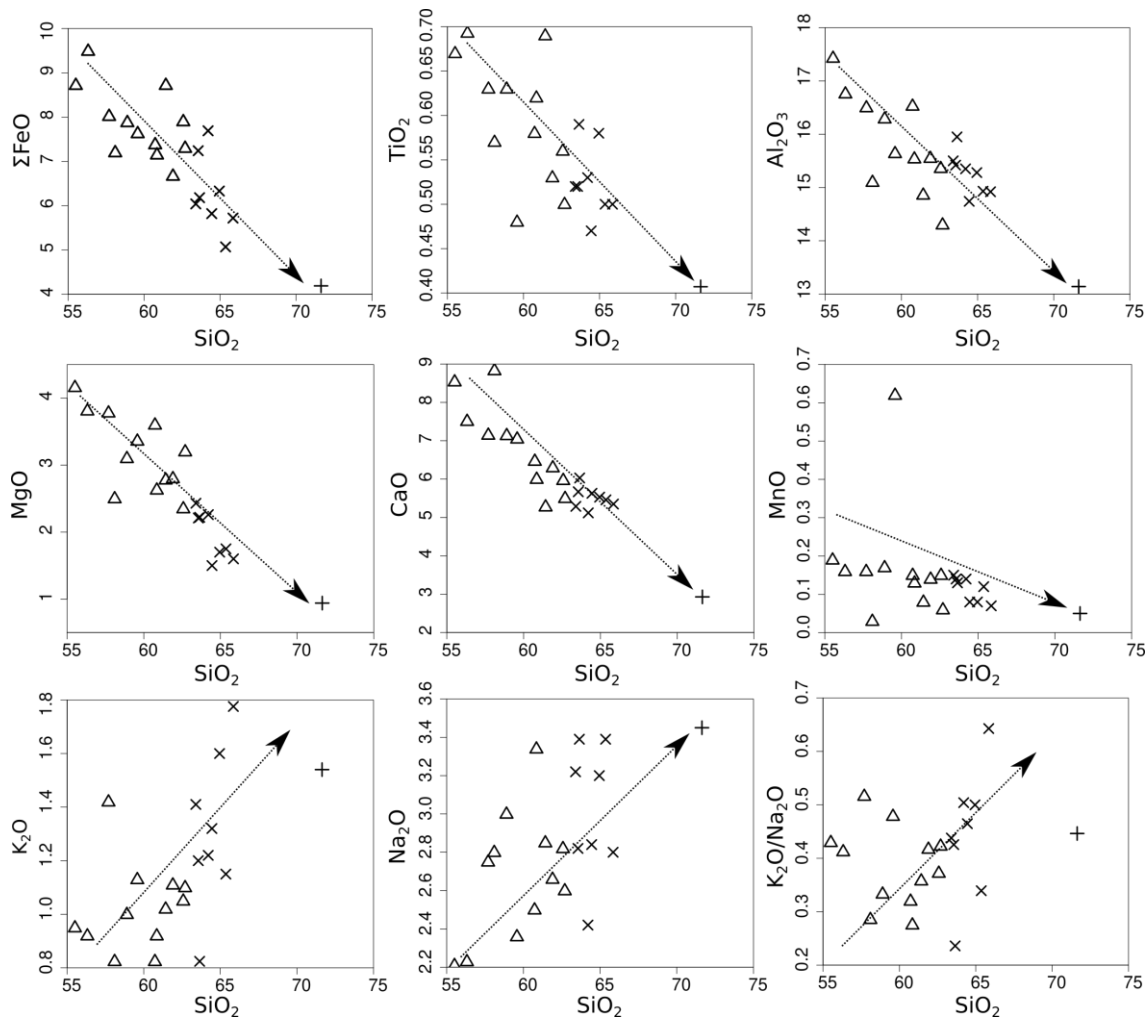 ΣFeO
10
9
8
7
6
5
4
55 60 65 70 75
SiO₂
TiO₂
0.70
0.65
0.60
0.55
0.50
0.45
0.40
55 60 65 70 75
SiO₂
Al₂O₃
18
17
16
15
14
13
55 60 65 70 75
SiO₂
MgO
4
3
2
1
55 60 65 70 75
SiO₂
CaO
9
8
7
6
5
4
3
2
55 60 65 70 75
SiO₂
MnO
0.7
0.6
0.5
0.4
0.3
0.2
0.1
0.0
55 60 65 70 75
SiO₂
K₂O
1.8
1.6
1.4
1.2
1.0
0.8
55 60 65 70 75
SiO₂
Na₂O
3.6
3.4
3.2
3.0
2.8
2.6
2.4
2.2
55 60 65 70 75
SiO₂
K₂O/Na₂O
0.7
0.6
0.5
0.4
0.3
0.2
55 60 65 70 75
SiO₂